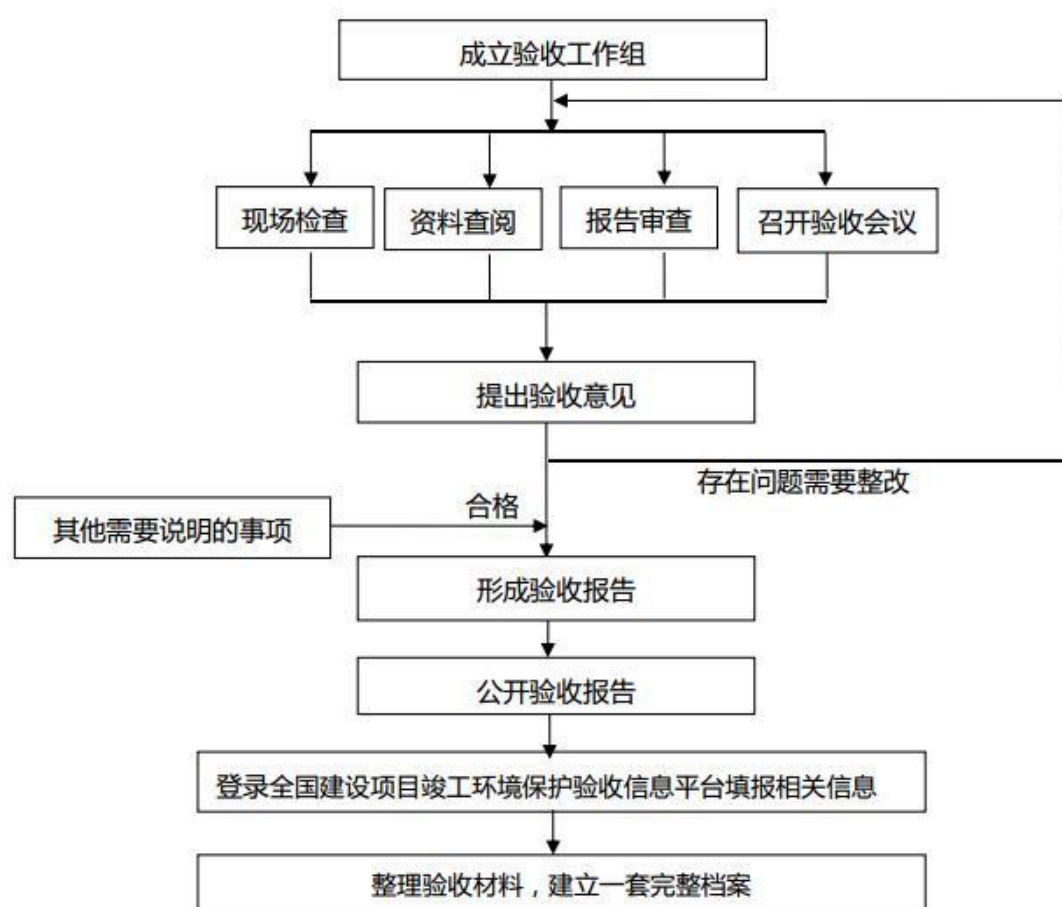 成立验收工作组
现场检查
资料查阅
报告审查
召开验收会议
提出验收意见
存在问题需要整改
合格
其他需要说明的事项
形成验收报告
公开验收报告
登录全国建设项目竣工环境保护验收信息平台填报相关信息
整理验收材料，建立一套完整档案